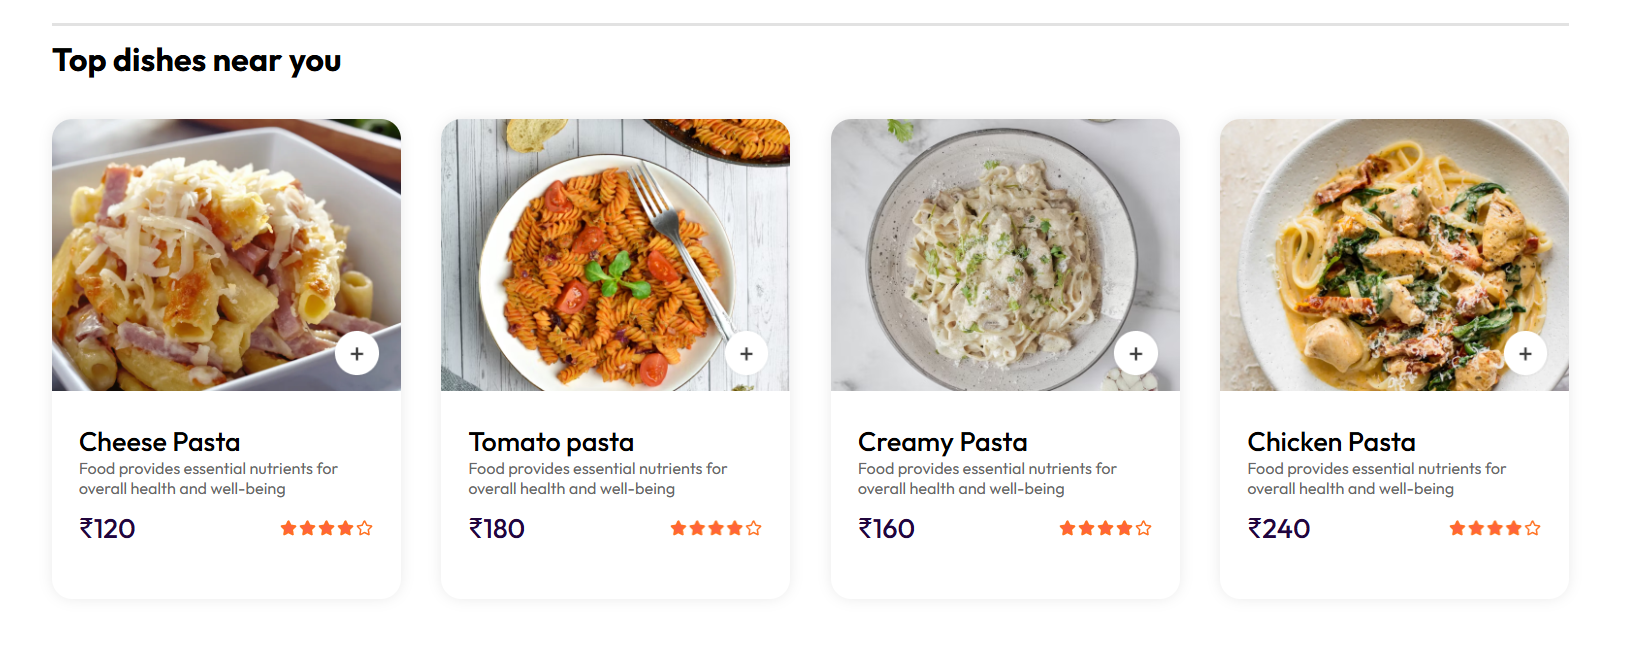 Top dishes near you
Cheese Pasta
Food provides essential nutrients for
overall health and well-being
₹120
Tomato pasta
Food provides essential nutrients for
overall health and well-being
₹180
Creamy Pasta
Food provides essential nutrients for
overall health and well-being
₹160
Chicken Pasta
Food provides essential nutrients for
overall health and well-being
₹240